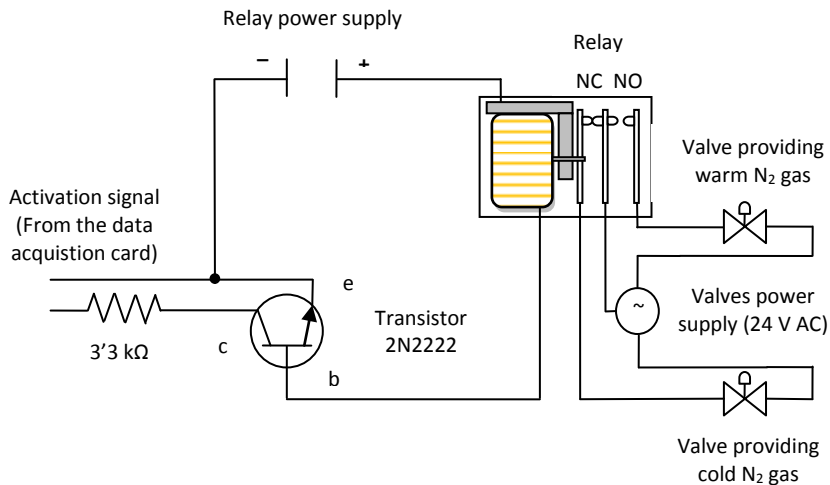 Relay power supply
−
+
Relay
NC NO
Valve providing
warm N₂ gas
Activation signal
(From the data
acquistion card)
e
~
Valves power
supply (24 V AC)
Transistor
2N2222
3'3 kΩ
c
b
Valve providing
cold N₂ gas